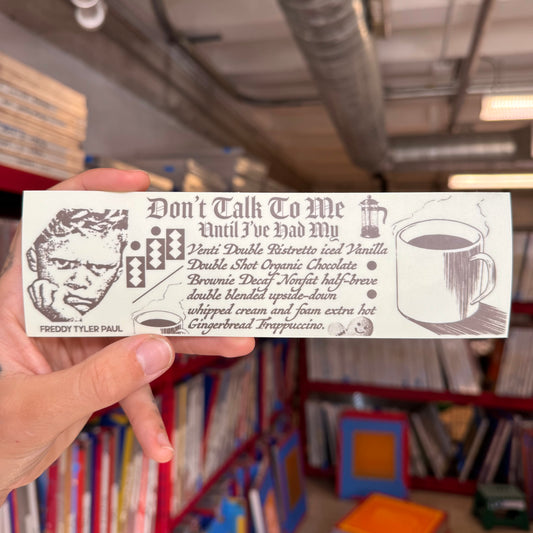 Don't Talk To Me
Until I've Had My
Venti Double Ristretto iced Vanilla
Double Shot Organic Chocolate
Brownie Decaf Nonfat half-breve
double blended upside-down
whipped cream and foam extra hot
Gingerbread Frappuccino.
FREDDY TYLER PAUL